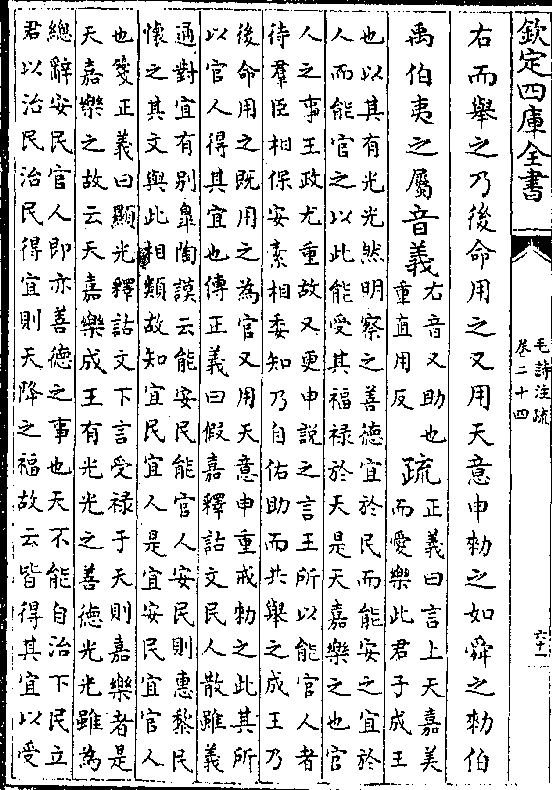 欽定四庫全書
毛詩注疏
卷二十四
六十一
右而舉之乃後命用之又用天意申勑之如舜之勑伯
禹伯夷之屬音義
右音又助也
重直用反
疏
正義曰言上天嘉美
而愛樂此君子成王
也以其有光光然明察之善德宜於民而能安之宜於
人而能官之以此能受其福禄於天是天嘉樂之也官
人之事王政尤重故又更申說之言王所以能官人者
待羣臣相保安素相委知乃自佑助而共舉之成王乃
後命用之既用之為官又用天意申重戒勑之此其所
以官人得其宜也傳正義曰假嘉釋詁文民人散雖義
通對宜有别臯陶謨云能安民能官人安民則惠黎民
懷之其文與此相類故知宜民宜人是宜安民宜官人
也箋正義曰顯光釋詁文下言受禄于天則嘉樂者是
天嘉樂之故云天嘉樂成王有光光之善德光光雖為
總辭安民官人即亦善德之事也天不能自治下民立
君以治民治民得宜則天降之福故云皆得其宜以受